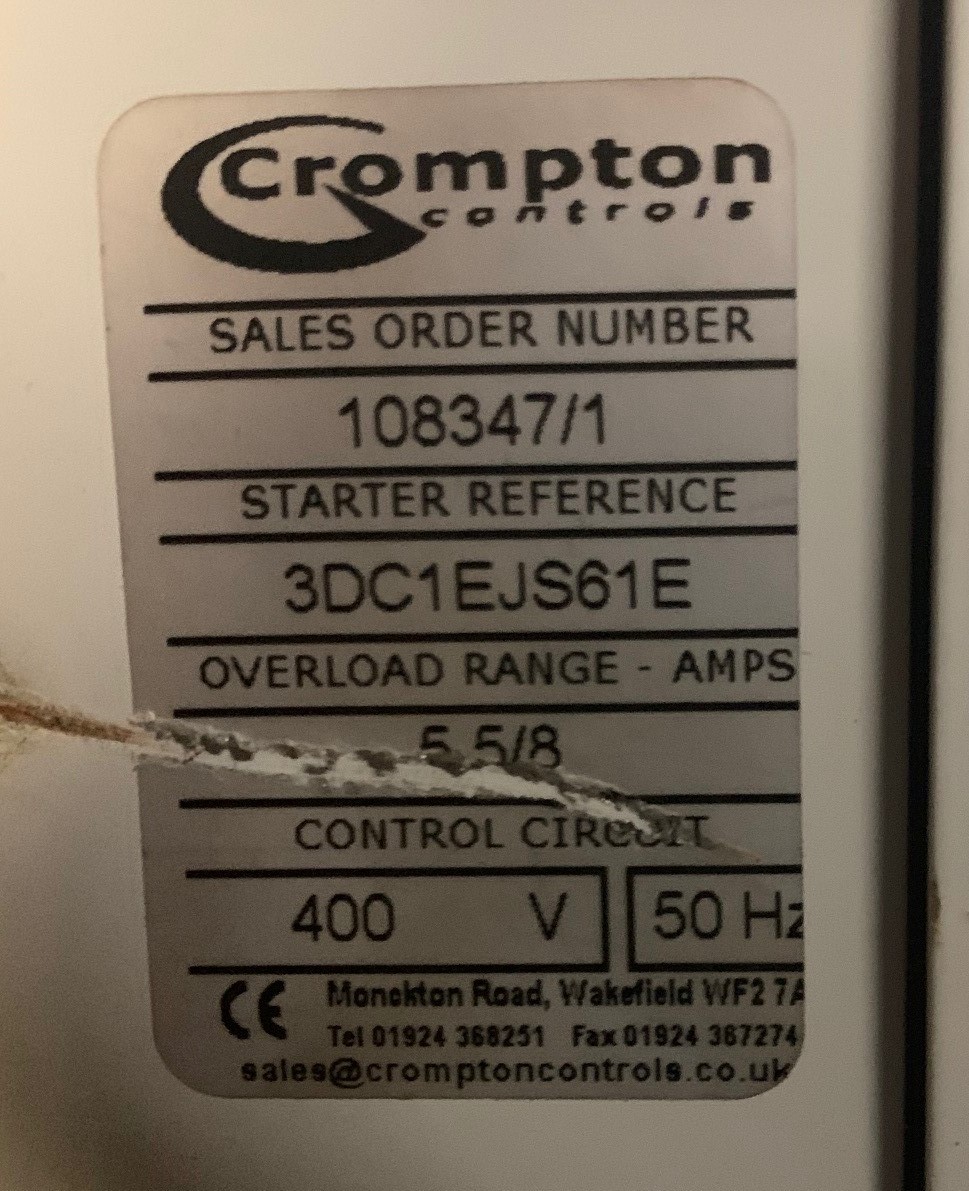 Crompton
controls
SALES ORDER NUMBER
108347/1
STARTER REFERENCE
3DC1EJS61E
OVERLOAD RANGE - AMPS
5.5/8
CONTROL CIRCUIT
400 V 50 Hz
CE Monckton Road, Wakefield WF2 7A
Tel 01924 368251 Fax 01924 367274
sales@cromptoncontrols.co.uk